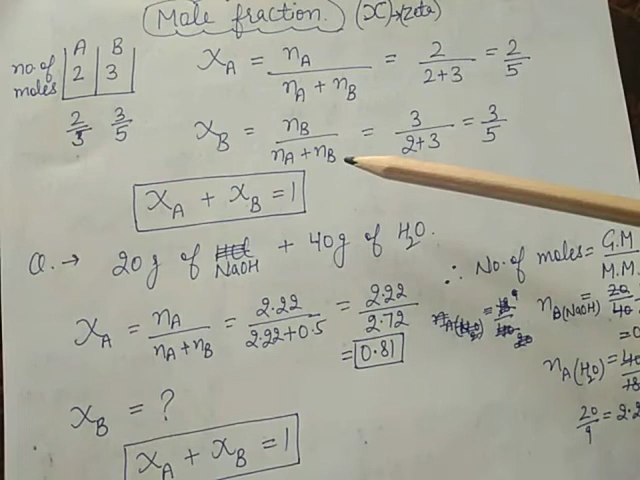 Mole fraction. (x)→(zeta)
A B
no. of moles 2 3
2/5 3/5
x_A = n_A / (n_A + n_B) = 2 / (2+3) = 2/5
x_B = n_B / (n_A + n_B) = 3 / (2+3) = 3/5
x_A + x_B = 1
Q. → 20g of NaOH + 40g of H₂O.
∴ No. of moles = G.M / M.M.
x_A = n_A / (n_A + n_B) = 2.22 / (2.22 + 0.5) = 2.22 / 2.72
= 0.81
n_B(NaOH) = 20/40
n_A(H₂O) = 40/18
20/9 = 2.2
x_B = ?
x_A + x_B = 1